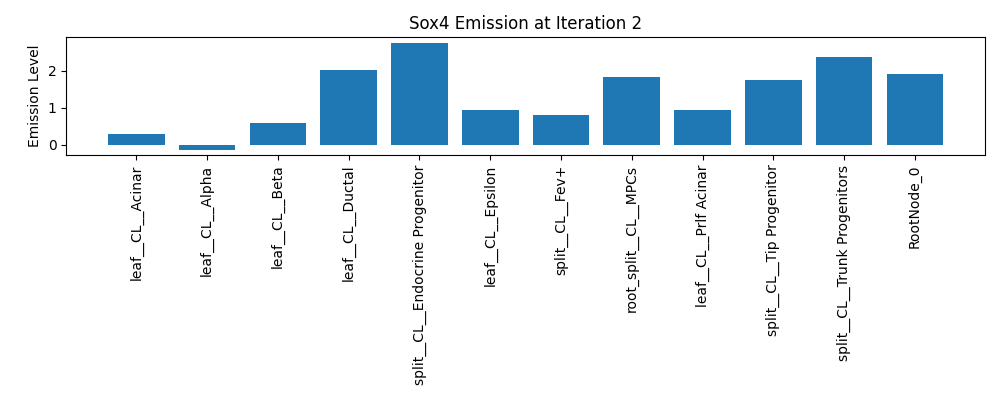 Sox4 Emission at Iteration 2
Emission Level
2
1
0
leaf__CL__Acinar
leaf__CL__Alpha
leaf__CL__Beta
leaf__CL__Ductal
split__CL__Endocrine Progenitor
leaf__CL__Epsilon
split__CL__Fev+
root_split__CL__MPCs
leaf__CL__Prlf Acinar
split__CL__Tip Progenitor
split__CL__Trunk Progenitors
RootNode_0